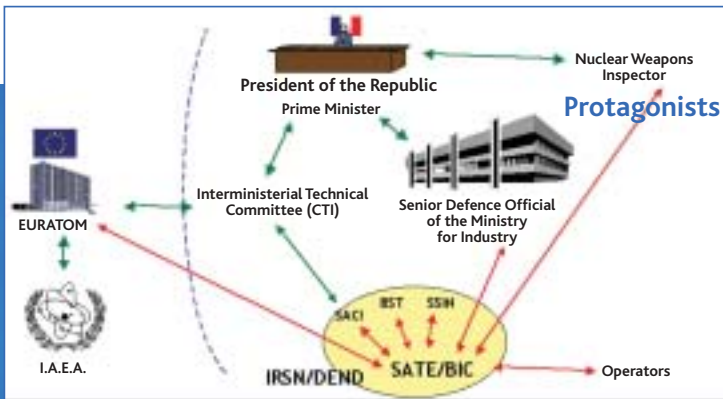 President of the Republic
Prime Minister
Nuclear Weapons
Inspector
Protagonists
Interministerial Technical
Committee (CTI)
Senior Defence Official
of the Ministry
for Industry
EURATOM
I.A.E.A.
SACI
BST
SSIN
SATE/BIC
IRSN/DEND
Operators